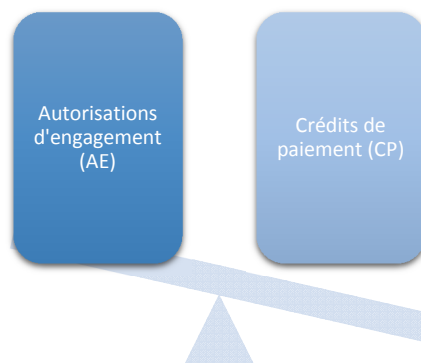 Autorisations
d'engagement
(AE)
Crédits de
paiement (CP)